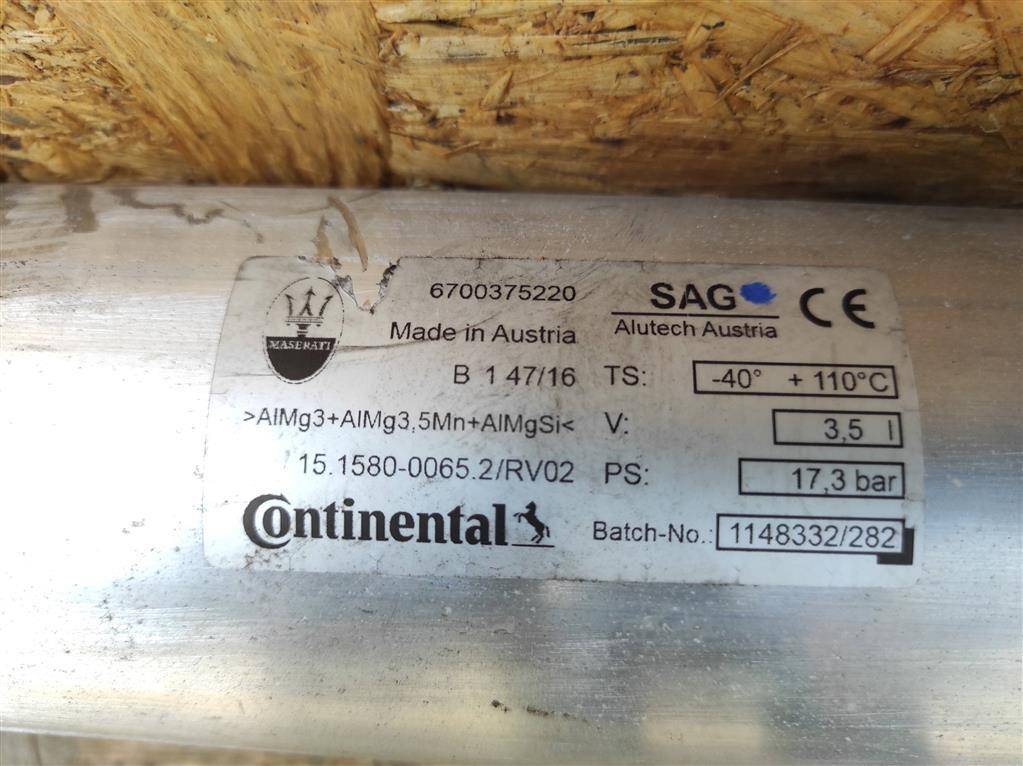 MASERATI
6700375220
Made in Austria
B 1 47/16
>AlMg3+AlMg3,5Mn+AlMgSi<
15.1580-0065.2/RV02
Continental
SAG
Alutech Austria
CE
TS: -40° + 110°C
V: 3,5 l
PS: 17,3 bar
Batch-No.: 1148332/282